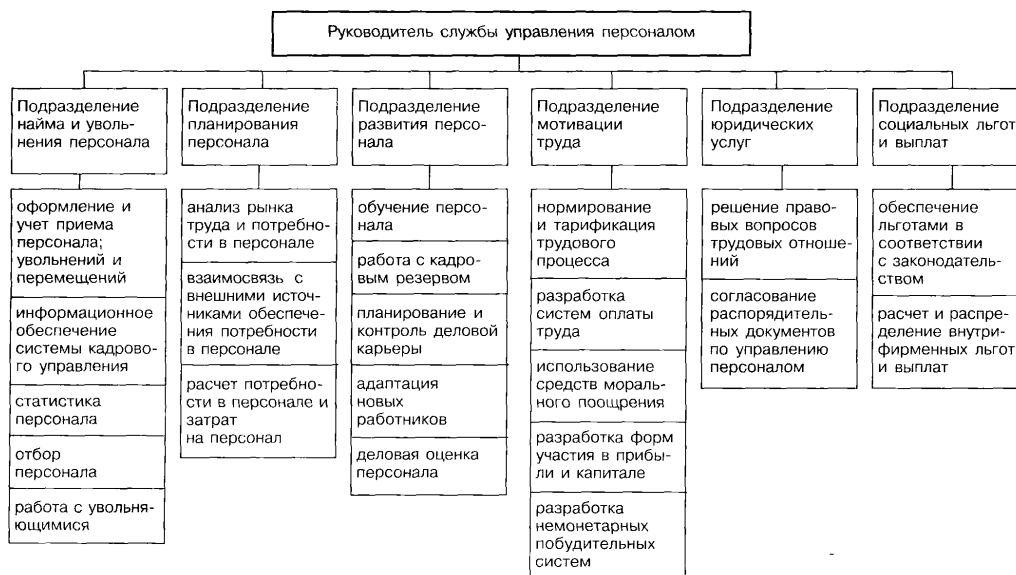 Руководитель службы управления персоналом
Подразделение
найма и уволь-
нения персонала
Подразделение
планирования
персонала
Подразделение
развития персо-
нала
Подразделение
мотивации
труда
Подразделение
юридических
услуг
Подразделение
социальных льгот
и выплат
оформление и
учет приема
персонала;
увольнений и
перемещений
информационное
обеспечение
системы кадрово-
го управления
статистика
персонала
отбор
персонала
работа с увольня-
ющимися
анализ рынка
труда и потребно-
сти в персонале
взаимосвязь с
внешними источ-
никами обеспече-
ния потребности
в персонале
расчет потребно-
сти в персонале и
затрат
на персонал
обучение персо-
нала
работа с кадро-
вым резервом
планирование и
контроль деловой
карьеры
адаптация
новых
работников
деловая оценка
персонала
нормирование
и тарификация
трудового
процесса
разработка
систем оплаты
труда
использование
средств мораль-
ного поощрения
разработка форм
участия в прибы-
ли и капитале
разработка
немонетарных
побудительных
систем
решение право-
вых вопросов
трудовых отноше-
ний
согласование
распорядитель-
ных документов
по управлению
персоналом
обеспечение
льготами в
соответствии
с законодатель-
ством
расчет и распре-
деление внутри-
фирменных льгот
и выплат